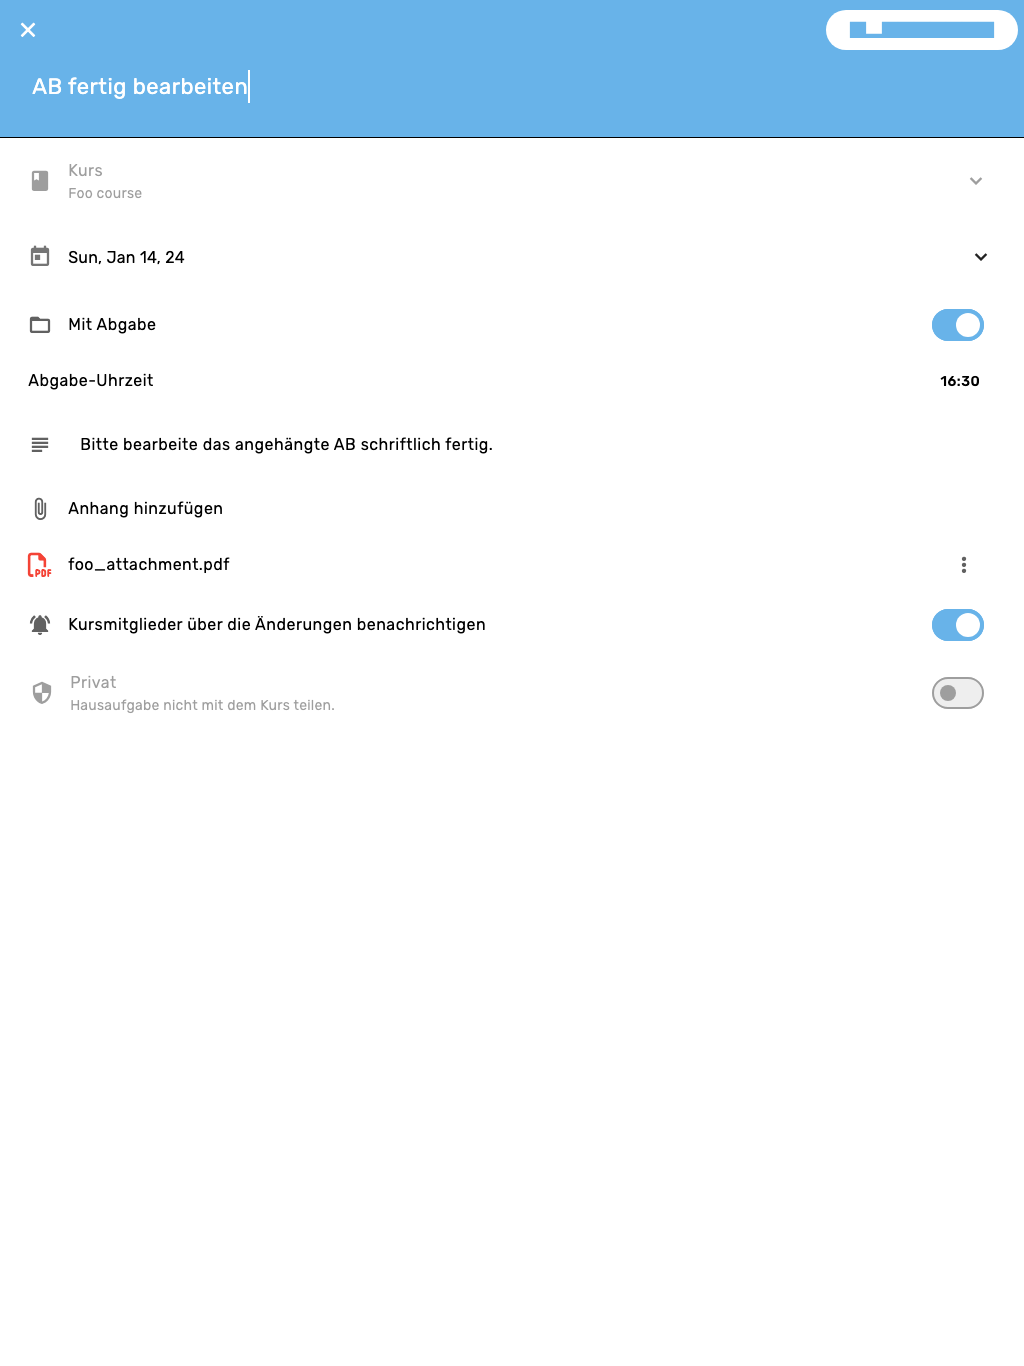 AB fertig bearbeiten
Kurs
Foo course
Sun, Jan 14, 24
Mit Abgabe
Abgabe-Uhrzeit
16:30
Bitte bearbeite das angehängte AB schriftlich fertig.
Anhang hinzufügen
PDF
foo_attachment.pdf
Kursmitglieder über die Änderungen benachrichtigen
Privat
Hausaufgabe nicht mit dem Kurs teilen.